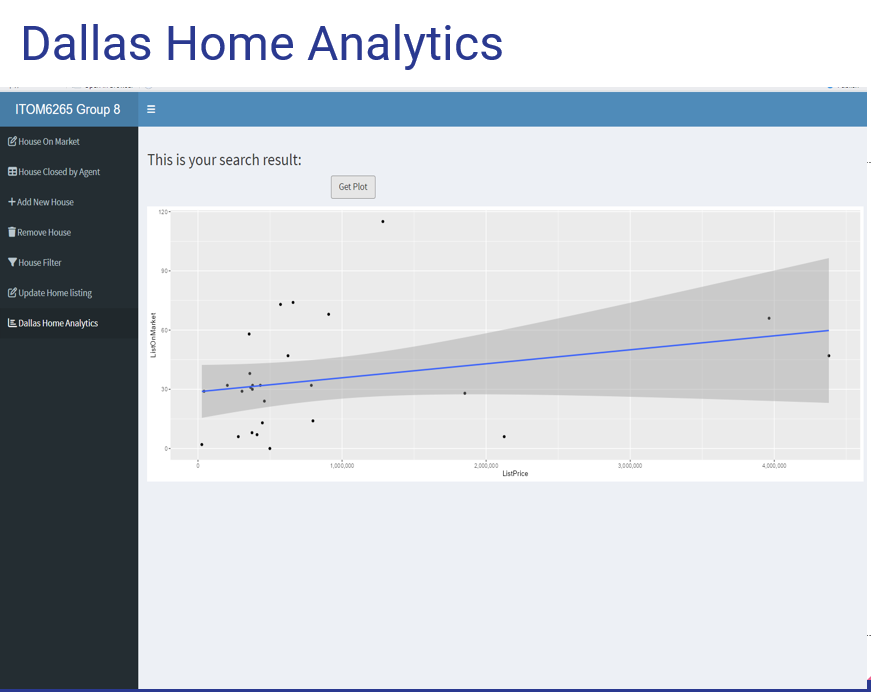 Dallas Home Analytics
ITOM6265 Group 8
House On Market
House Closed by Agent
Add New House
Remove House
House Filter
Update Home listing
Dallas Home Analytics
This is your search result:
Get Plot
ListOnMarket
120
90
60
30
0
0 1,000,000 2,000,000 3,000,000 4,000,000
ListPrice